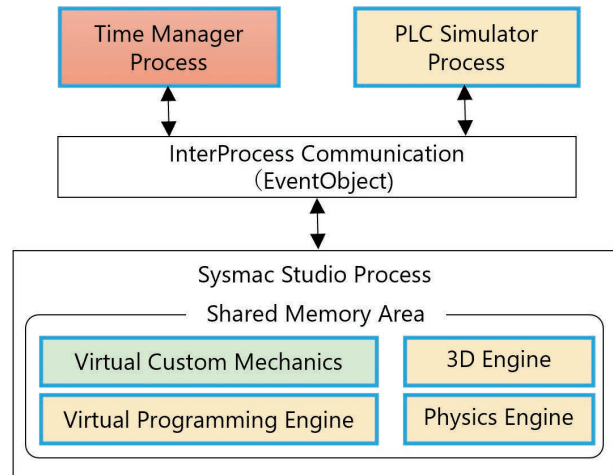 Time Manager
Process
PLC Simulator
Process
InterProcess Communication
（EventObject)
Sysmac Studio Process
Shared Memory Area
Virtual Custom Mechanics
3D Engine
Virtual Programming Engine
Physics Engine